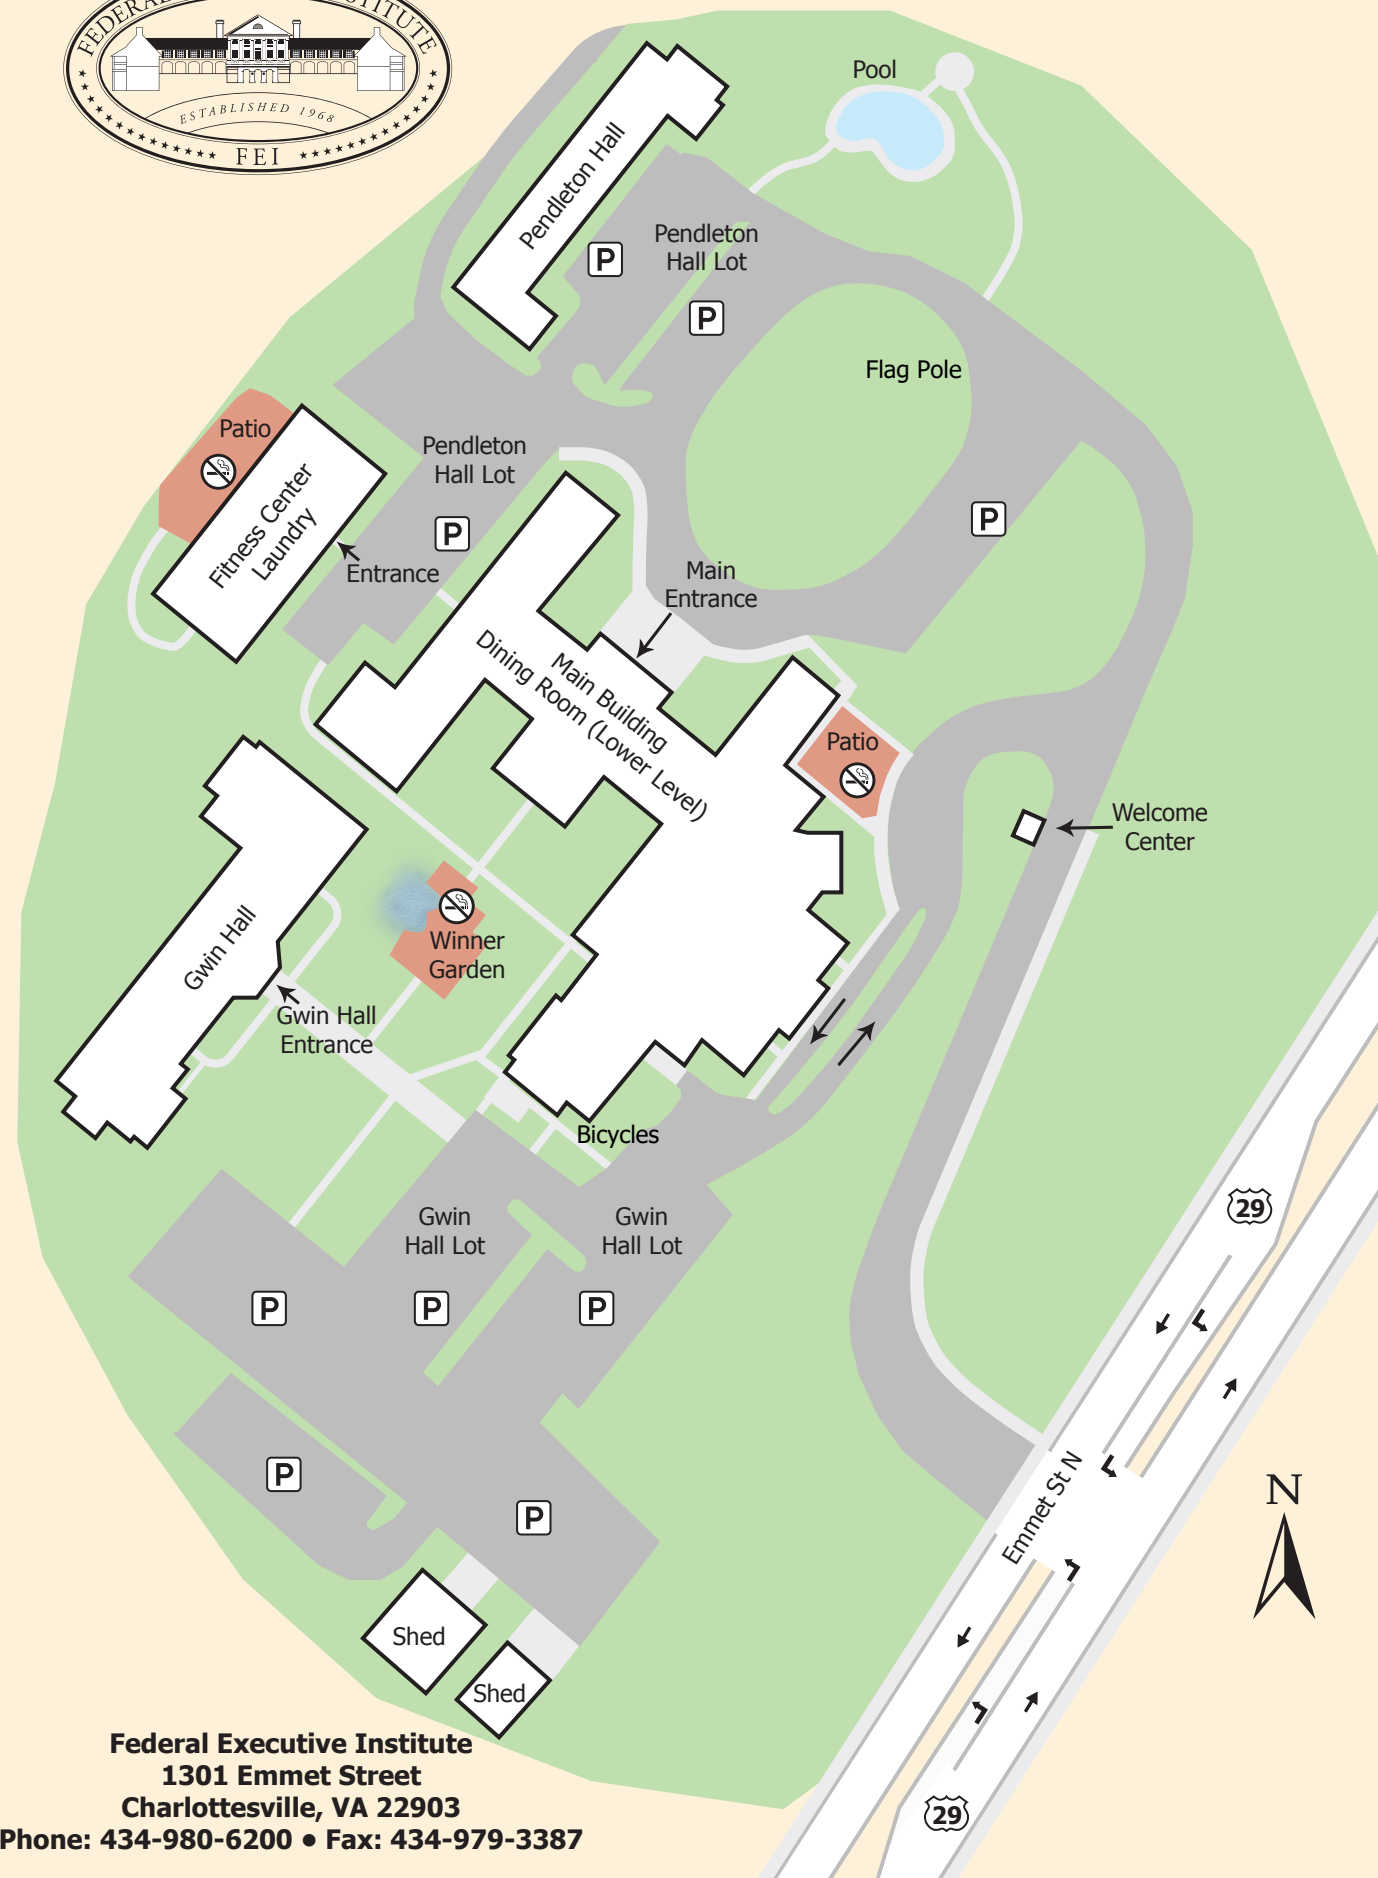 FEDERAL
ITUTE
ESTABLISHED 1968
FEI
Pool
Pendleton Hall
P
Pendleton
Hall Lot
P
Flag Pole
Patio
Fitness Center
Laundry
Pendleton
Hall Lot
P
Entrance
P
Main
Entrance
Main Building
Dining Room (Lower Level)
Patio
Welcome
Center
Gwin Hall
Winner
Garden
Gwin Hall
Entrance
Bicycles
Gwin
Hall Lot
Gwin
Hall Lot
29
P
P
P
P
P
Emmet St N
N
Shed
Shed
Federal Executive Institute
1301 Emmet Street
Charlottesville, VA 22903
Phone: 434-980-6200 • Fax: 434-979-3387
29